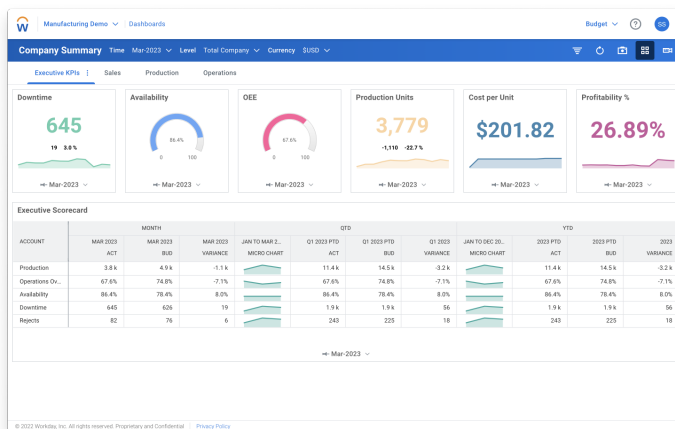 w
Manufacturing Demo
Dashboards
Budget
?
SS
Company Summary Time Mar-2023 Level Total Company Currency $USD
Executive KPIs Sales Production Operations
Downtime
645
19 3.0 %
Mar-2023
Availability
86.4%
0 100
Mar-2023
OEE
67.6%
0 100
Mar-2023
Production Units
3,779
-1,110 -22.7 %
Mar-2023
Cost per Unit
$201.82
Mar-2023
Profitability %
26.89%
Mar-2023
Executive Scorecard
MONTH QTD YTD
ACCOUNT MAR 2023 MAR 2023 MAR 2023 JAN TO MAR 2... Q1 2023 PTD Q1 2023 PTD Q1 2023 JAN TO DEC 20... 2023 PTD 2023 PTD 2023
ACT BUD VARIANCE MICRO CHART ACT BUD VARIANCE MICRO CHART ACT BUD VARIANCE
Production 3.8 k 4.9 k -1.1 k 11.4 k 14.5 k -3.2 k 11.4 k 14.5 k -3.2 k
Operations Ov... 67.6% 74.8% -7.1% 67.6% 74.8% -7.1% 67.6% 74.8% -7.1%
Availability 86.4% 78.4% 8.0% 86.4% 78.4% 8.0% 86.4% 78.4% 8.0%
Downtime 645 626 19 1.9 k 1.9 k 56 1.9 k 1.9 k 56
Rejects 82 76 6 243 225 18 243 225 18
Mar-2023
© 2022 Workday, Inc. All rights reserved. Proprietary and Confidential Privacy Policy